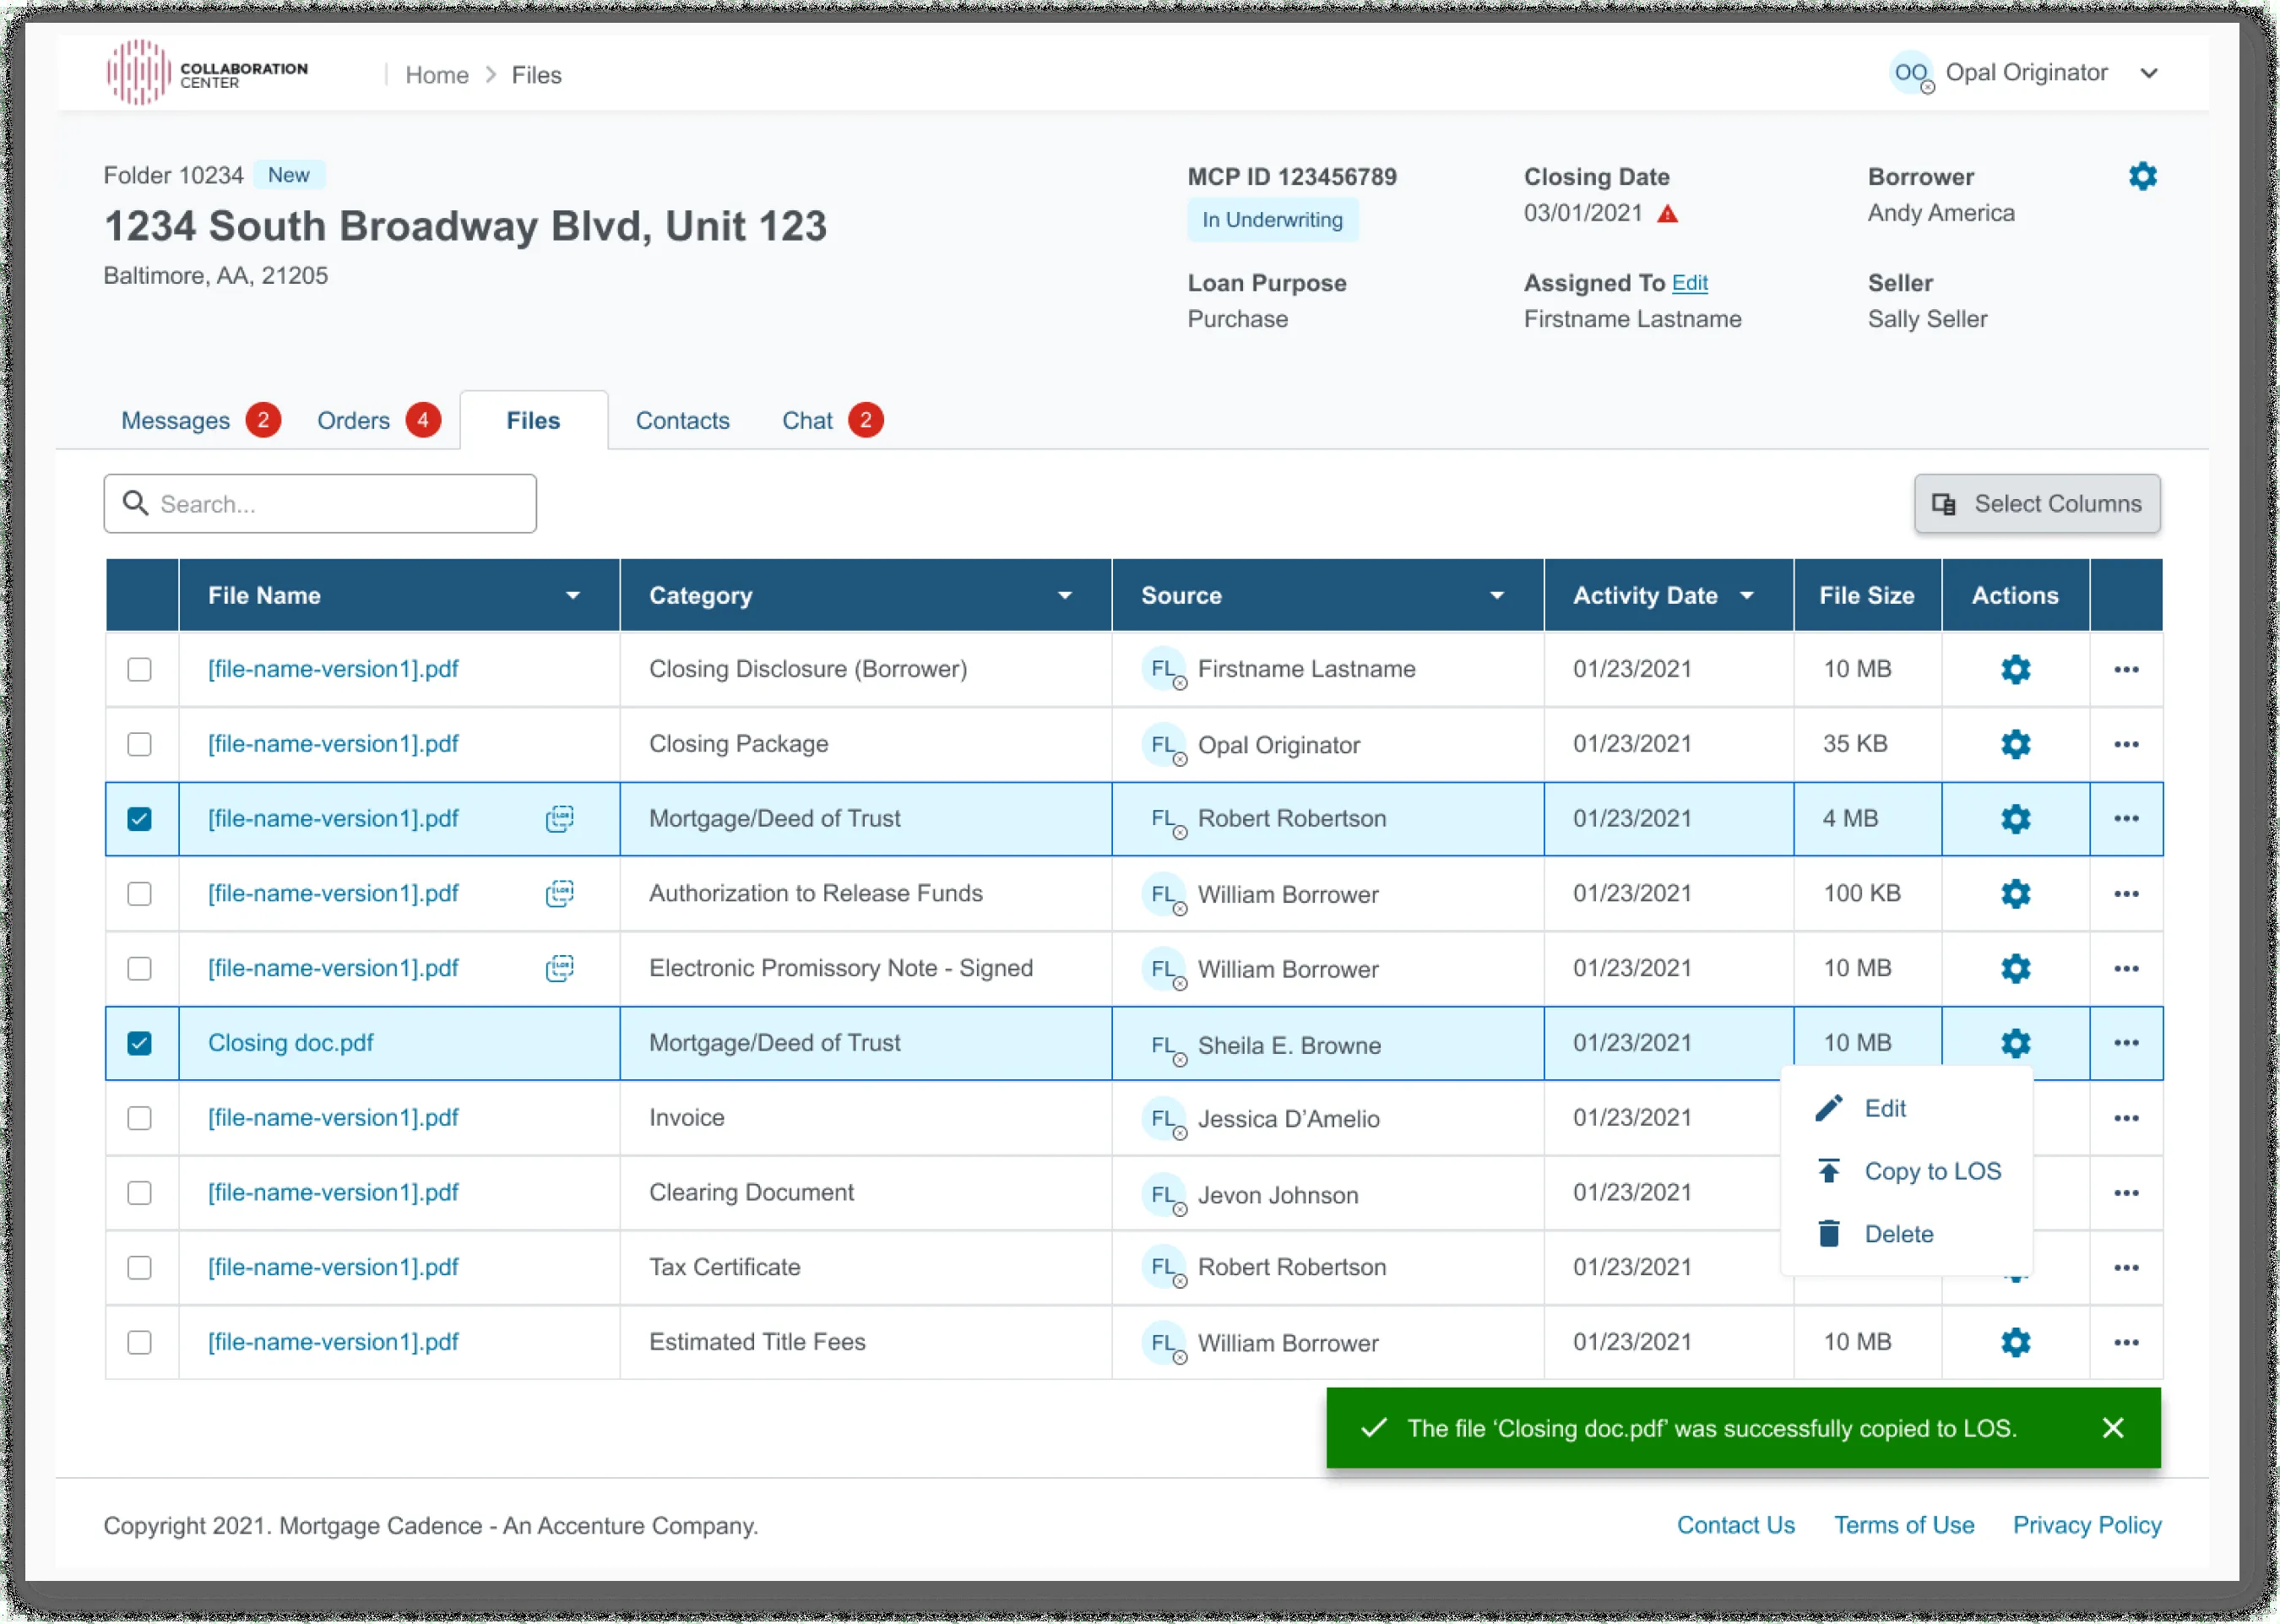 COLLABORATION
CENTER
Home > Files
OO Opal Originator
Folder 10234 New
1234 South Broadway Blvd, Unit 123
Baltimore, AA, 21205
MCP ID 123456789
In Underwriting
Closing Date
03/01/2021
Borrower
Andy America
Loan Purpose
Purchase
Assigned To Edit
Firstname Lastname
Seller
Sally Seller
Messages 2 Orders 4 Files Contacts Chat 2
Search...
Select Columns
File Name Category Source Activity Date File Size Actions
[file-name-version1].pdf Closing Disclosure (Borrower) FL Firstname Lastname 01/23/2021 10 MB
[file-name-version1].pdf Closing Package FL Opal Originator 01/23/2021 35 KB
[file-name-version1].pdf LOS Mortgage/Deed of Trust FL Robert Robertson 01/23/2021 4 MB
[file-name-version1].pdf LOS Authorization to Release Funds FL William Borrower 01/23/2021 100 KB
[file-name-version1].pdf LOS Electronic Promissory Note - Signed FL William Borrower 01/23/2021 10 MB
Closing doc.pdf Mortgage/Deed of Trust FL Sheila E. Browne 01/23/2021 10 MB
[file-name-version1].pdf Invoice FL Jessica D’Amelio 01/23/2021
[file-name-version1].pdf Clearing Document FL Jevon Johnson 01/23/2021
[file-name-version1].pdf Tax Certificate FL Robert Robertson 01/23/2021
[file-name-version1].pdf Estimated Title Fees FL William Borrower 01/23/2021 10 MB
Edit
Copy to LOS
Delete
The file ‘Closing doc.pdf’ was successfully copied to LOS.
Copyright 2021. Mortgage Cadence - An Accenture Company.
Contact Us Terms of Use Privacy Policy